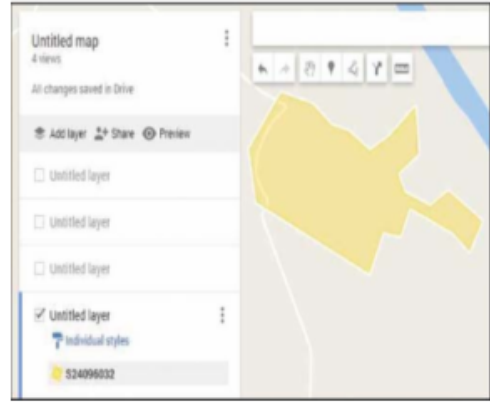 Untitled map
4 views
All changes saved in Drive
Add layer Share Preview
Untitled layer
Untitled layer
Untitled layer
Untitled layer
Individual styles
S24096032